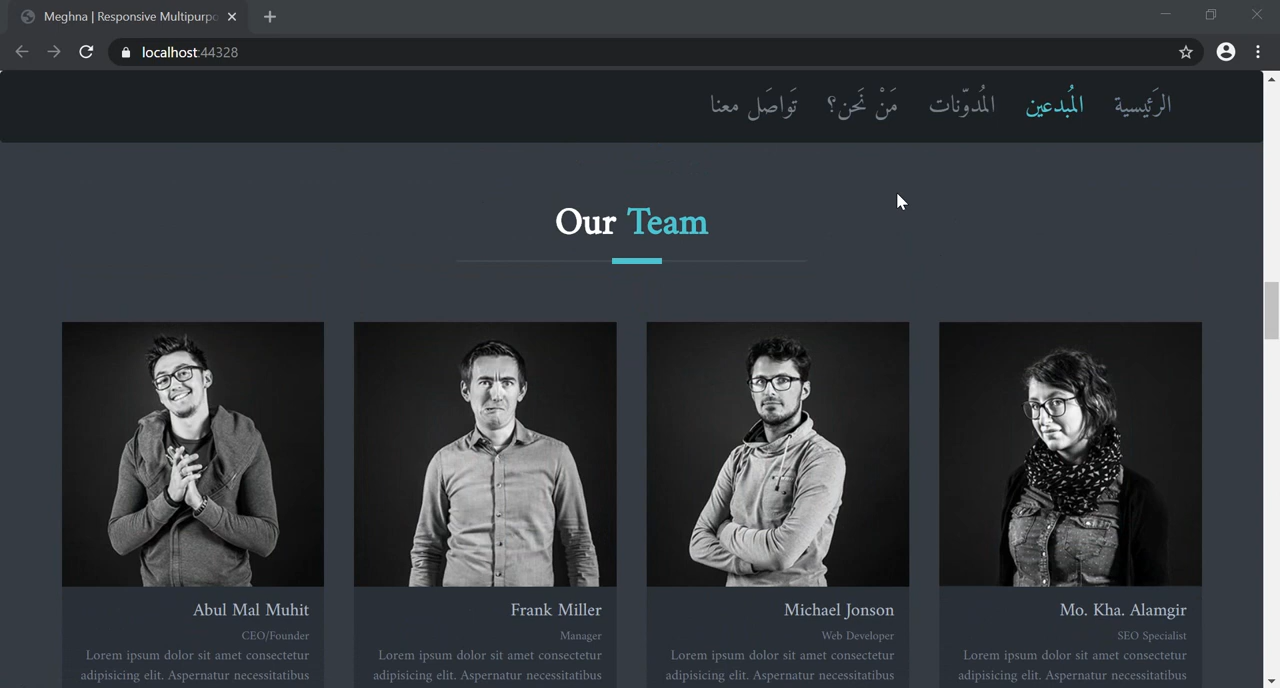 Meghna | Responsive Multipurpo
localhost:44328
الرَئيسية المُبدعين المُدوّنات مَنْ نَحن؟ تَواصَل معنا
Our Team
Abul Mal Muhit
CEO/Founder
Lorem ipsum dolor sit amet consectetur
adipisicing elit. Aspernatur necessitatibus
Frank Miller
Manager
Lorem ipsum dolor sit amet consectetur
adipisicing elit. Aspernatur necessitatibus
Michael Jonson
Web Developer
Lorem ipsum dolor sit amet consectetur
adipisicing elit. Aspernatur necessitatibus
Mo. Kha. Alamgir
SEO Specialist
Lorem ipsum dolor sit amet consectetur
adipisicing elit. Aspernatur necessitatibus